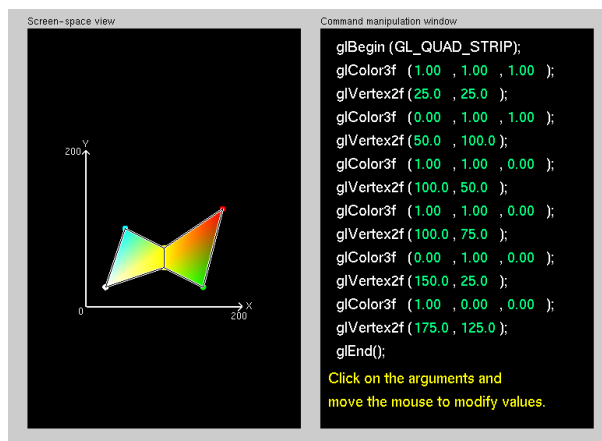 Screen-space view
Y
200
0
X
200
Command manipulation window
glBegin (GL_QUAD_STRIP);
glColor3f ( 1.00 , 1.00 , 1.00 );
glVertex2f ( 25.0 , 25.0 );
glColor3f ( 0.00 , 1.00 , 1.00 );
glVertex2f ( 50.0 , 100.0 );
glColor3f ( 1.00 , 1.00 , 0.00 );
glVertex2f ( 100.0 , 50.0 );
glColor3f ( 1.00 , 1.00 , 0.00 );
glVertex2f ( 100.0 , 75.0 );
glColor3f ( 0.00 , 1.00 , 0.00 );
glVertex2f ( 150.0 , 25.0 );
glColor3f ( 1.00 , 0.00 , 0.00 );
glVertex2f ( 175.0 , 125.0 );
glEnd();
Click on the arguments and
move the mouse to modify values.